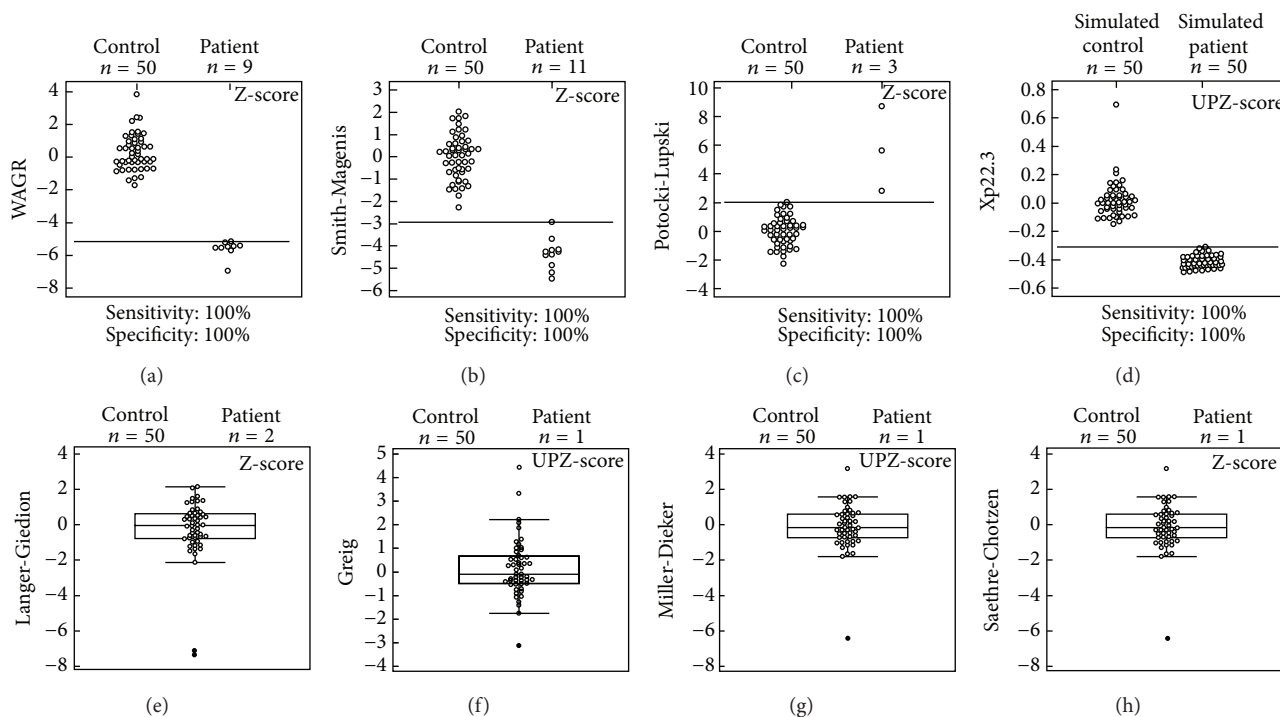 Control Patient
n = 50 n = 9
Z-score
WAGR
4
2
0
−2
−4
−6
−8
Sensitivity: 100%
Specificity: 100%
(a)
Control Patient
n = 50 n = 11
Z-score
Smith-Magenis
3
2
1
0
−1
−2
−3
−4
−5
−6
Sensitivity: 100%
Specificity: 100%
(b)
Control Patient
n = 50 n = 3
Z-score
Potocki-Lupski
10
8
6
4
2
0
−2
4
Sensitivity: 100%
Specificity: 100%
(c)
Simulated Simulated
control patient
n = 50 n = 50
UPZ-score
Xp22.3
0.8
0.6
0.4
0.2
0.0
−0.2
−0.4
−0.6
Sensitivity: 100%
Specificity: 100%
(d)
Control Patient
n = 50 n = 2
Z-score
Langer-Giedion
4
2
0
−2
−4
−6
−8
(e)
Control Patient
n = 50 n = 1
UPZ-score
Greig
5
4
3
2
1
0
−1
−2
−3
4
(f)
Control Patient
n = 50 n = 1
UPZ-score
Miller-Dieker
4
2
0
−2
−4
−6
−8
(g)
Control Patient
n = 50 n = 1
Z-score
Saethre-Chotzen
4
2
0
−2
−4
−6
−8
(h)